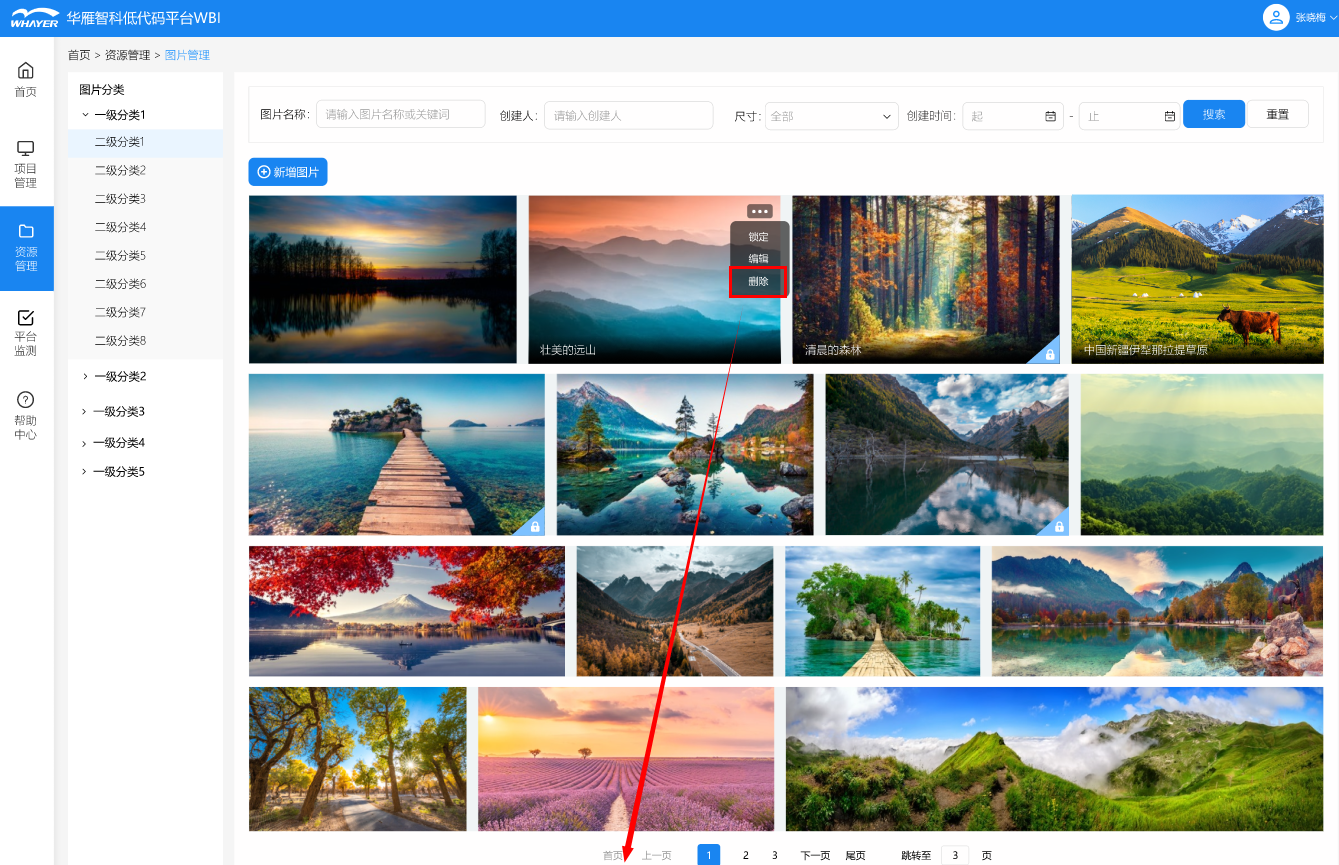 WHAYER 华雁智科低代码平台WBI
张晓梅
首页 > 资源管理 > 图片管理
首页
项目
管理
资源
管理
平台
监测
帮助
中心
图片分类
一级分类1
二级分类1
二级分类2
二级分类3
二级分类4
二级分类5
二级分类6
二级分类7
二级分类8
一级分类2
一级分类3
一级分类4
一级分类5
图片名称: 请输入图片名称或关键词 创建人: 请输入创建人 尺寸: 全部 创建时间: 起 - 止 搜索 重置
新增图片
锁定
编辑
删除
壮美的远山
清晨的森林
中国新疆伊犁那拉提草原
首页 上一页 1 2 3 下一页 尾页 跳转至 3 页